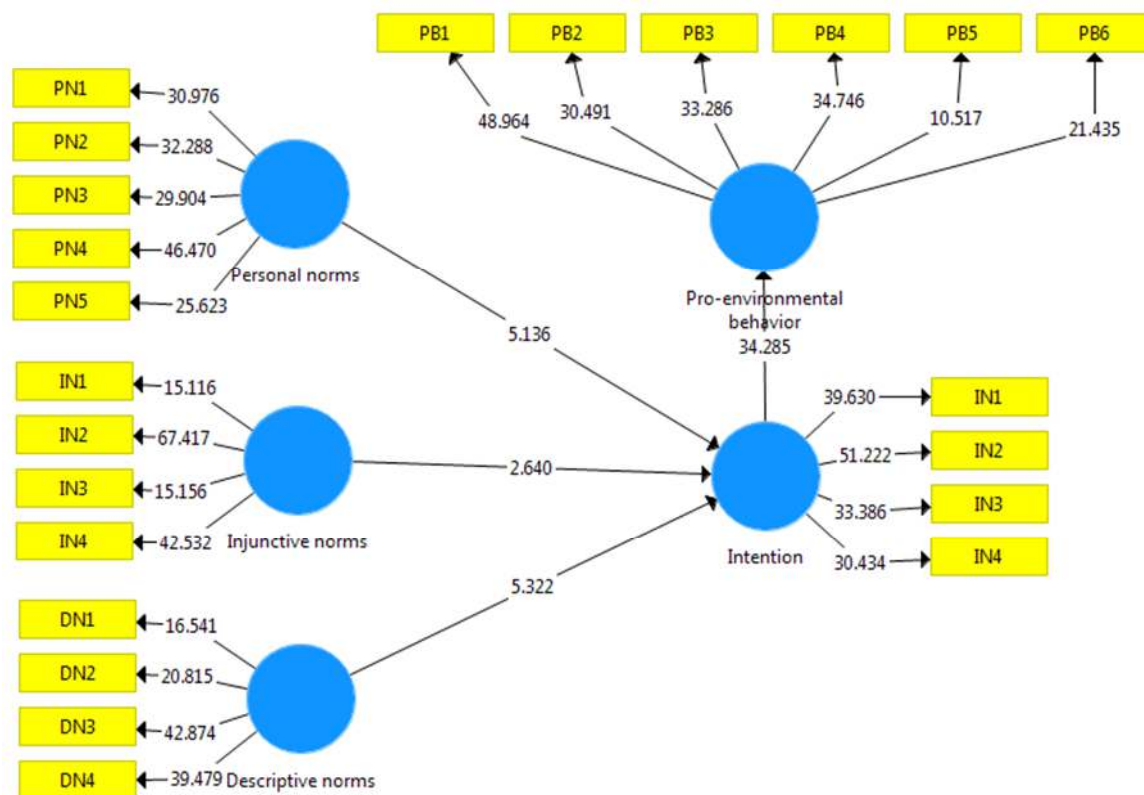 PB1
PB2
PB3
PB4
PB5
PB6
48.964
30.491
33.286
34.746
10.517
21.435
PN1
PN2
PN3
PN4
PN5
30.976
32.288
29.904
46.470
25.623
Personal norms
Pro-environmental
behavior
5.136
34.285
IN1
IN2
IN3
IN4
15.116
67.417
15.156
42.532
Injunctive norms
2.640
39.630
51.222
33.386
30.434
IN1
IN2
IN3
IN4
Intention
5.322
DN1
DN2
DN3
DN4
16.541
20.815
42.874
39.479
Descriptive norms